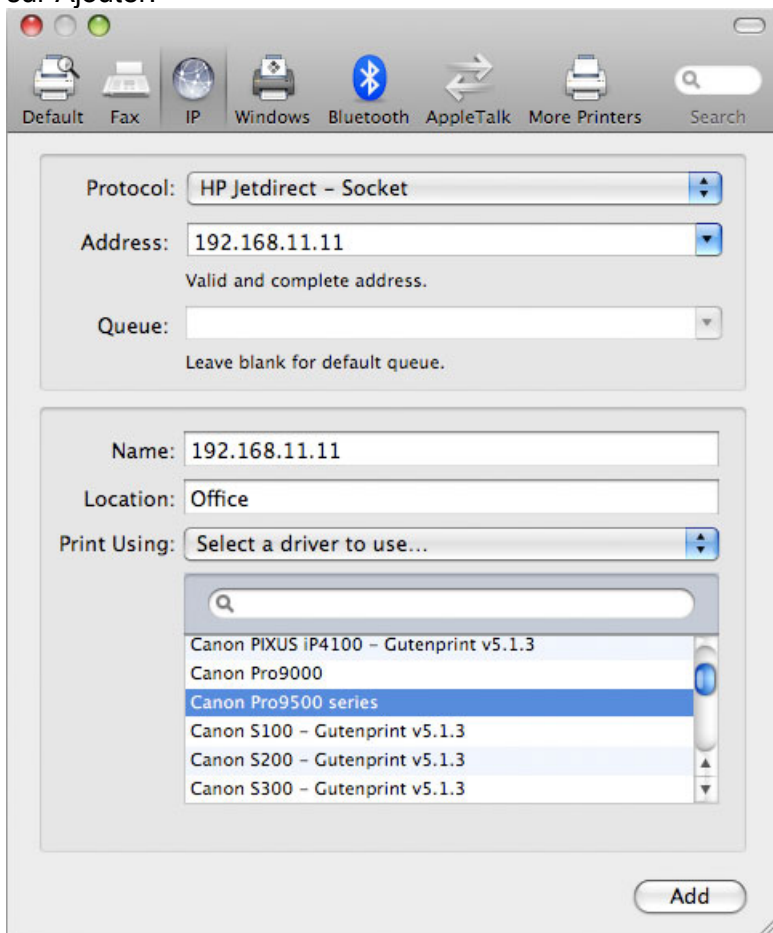 Default Fax IP Windows Bluetooth AppleTalk More Printers Search
Protocol: HP Jetdirect – Socket
Address: 192.168.11.11
Valid and complete address.
Queue:
Leave blank for default queue.
Name: 192.168.11.11
Location: Office
Print Using: Select a driver to use...
Canon PIXUS iP4100 – Gutenprint v5.1.3
Canon Pro9000
Canon Pro9500 series
Canon S100 – Gutenprint v5.1.3
Canon S200 – Gutenprint v5.1.3
Canon S300 – Gutenprint v5.1.3
Add